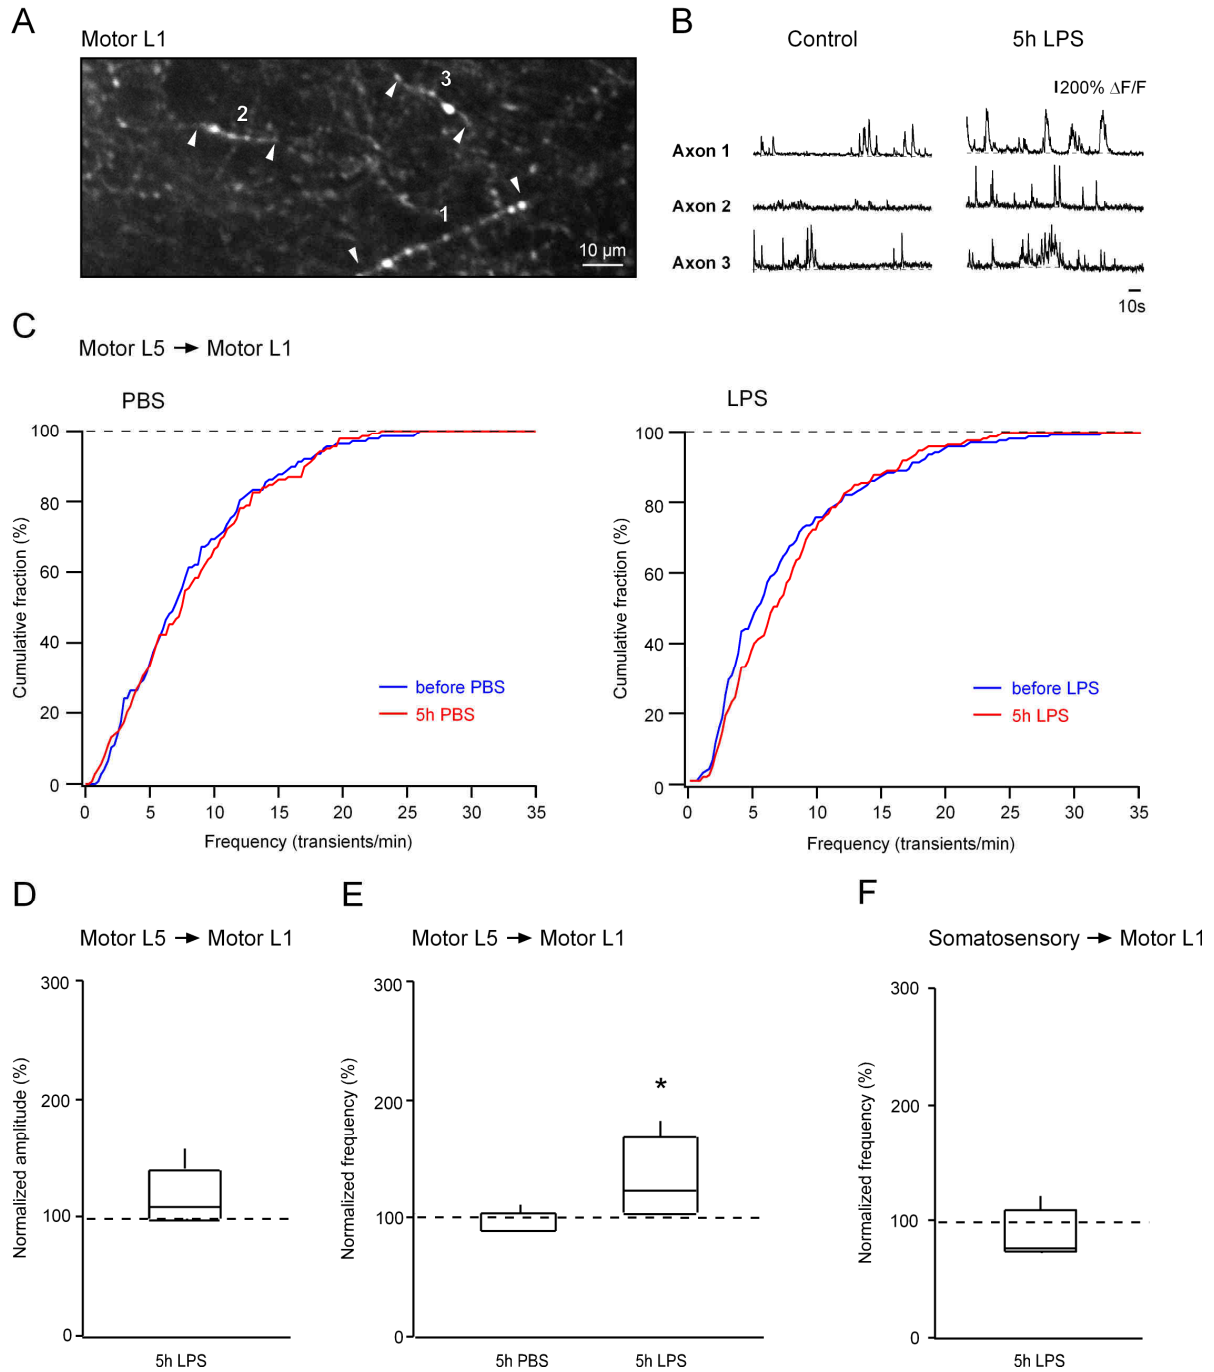 A
Motor L1
1
2
3
10 µm
B
Control
5h LPS
200% ΔF/F
Axon 1
Axon 2
Axon 3
10s
C
Motor L5 → Motor L1
PBS
Cumulative fraction (%)
100
80
60
40
20
0
before PBS
5h PBS
0 5 10 15 20 25 30 35
Frequency (transients/min)
LPS
Cumulative fraction (%)
100
80
60
40
20
0
before LPS
5h LPS
0 5 10 15 20 25 30 35
Frequency (transients/min)
D
Motor L5 → Motor L1
Normalized amplitude (%)
300
200
100
0
5h LPS
E
Motor L5 → Motor L1
Normalized frequency (%)
300
200
100
0
*
5h PBS 5h LPS
F
Somatosensory → Motor L1
Normalized frequency (%)
300
200
100
0
5h LPS